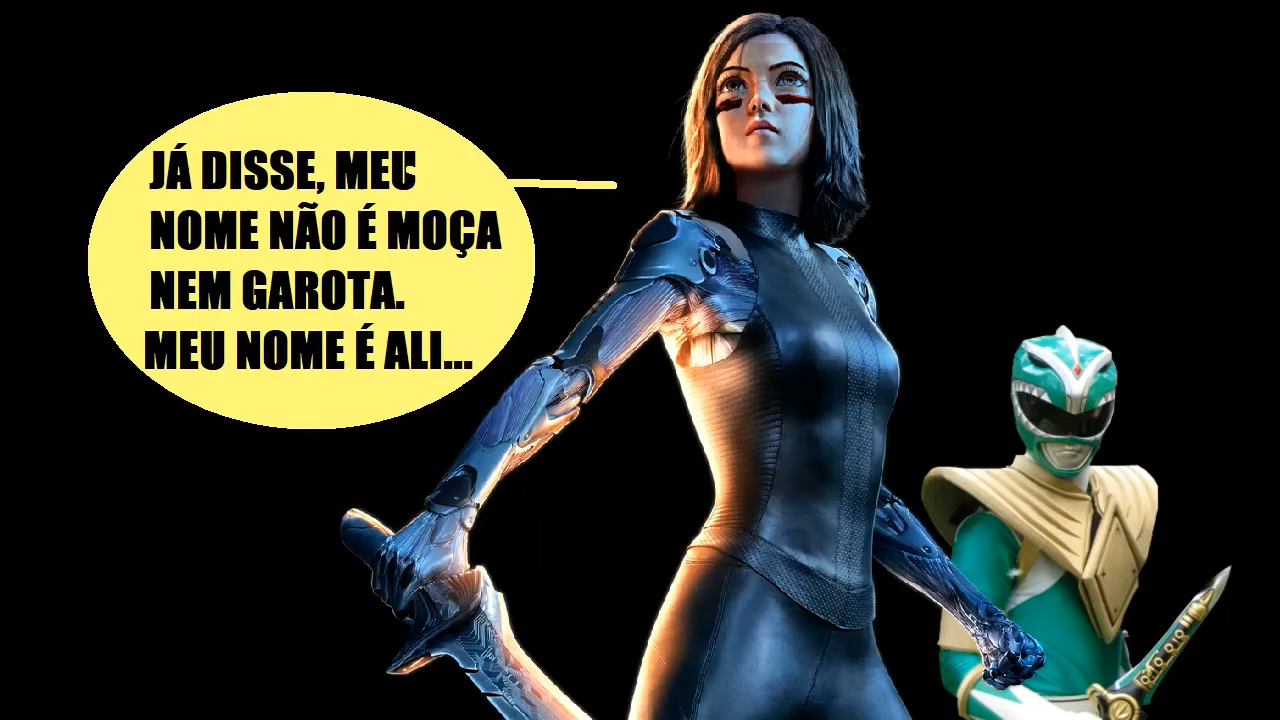 JÁ DISSE, MEU
NOME NÃO É MOÇA
NEM GAROTA.
MEU NOME É ALI...